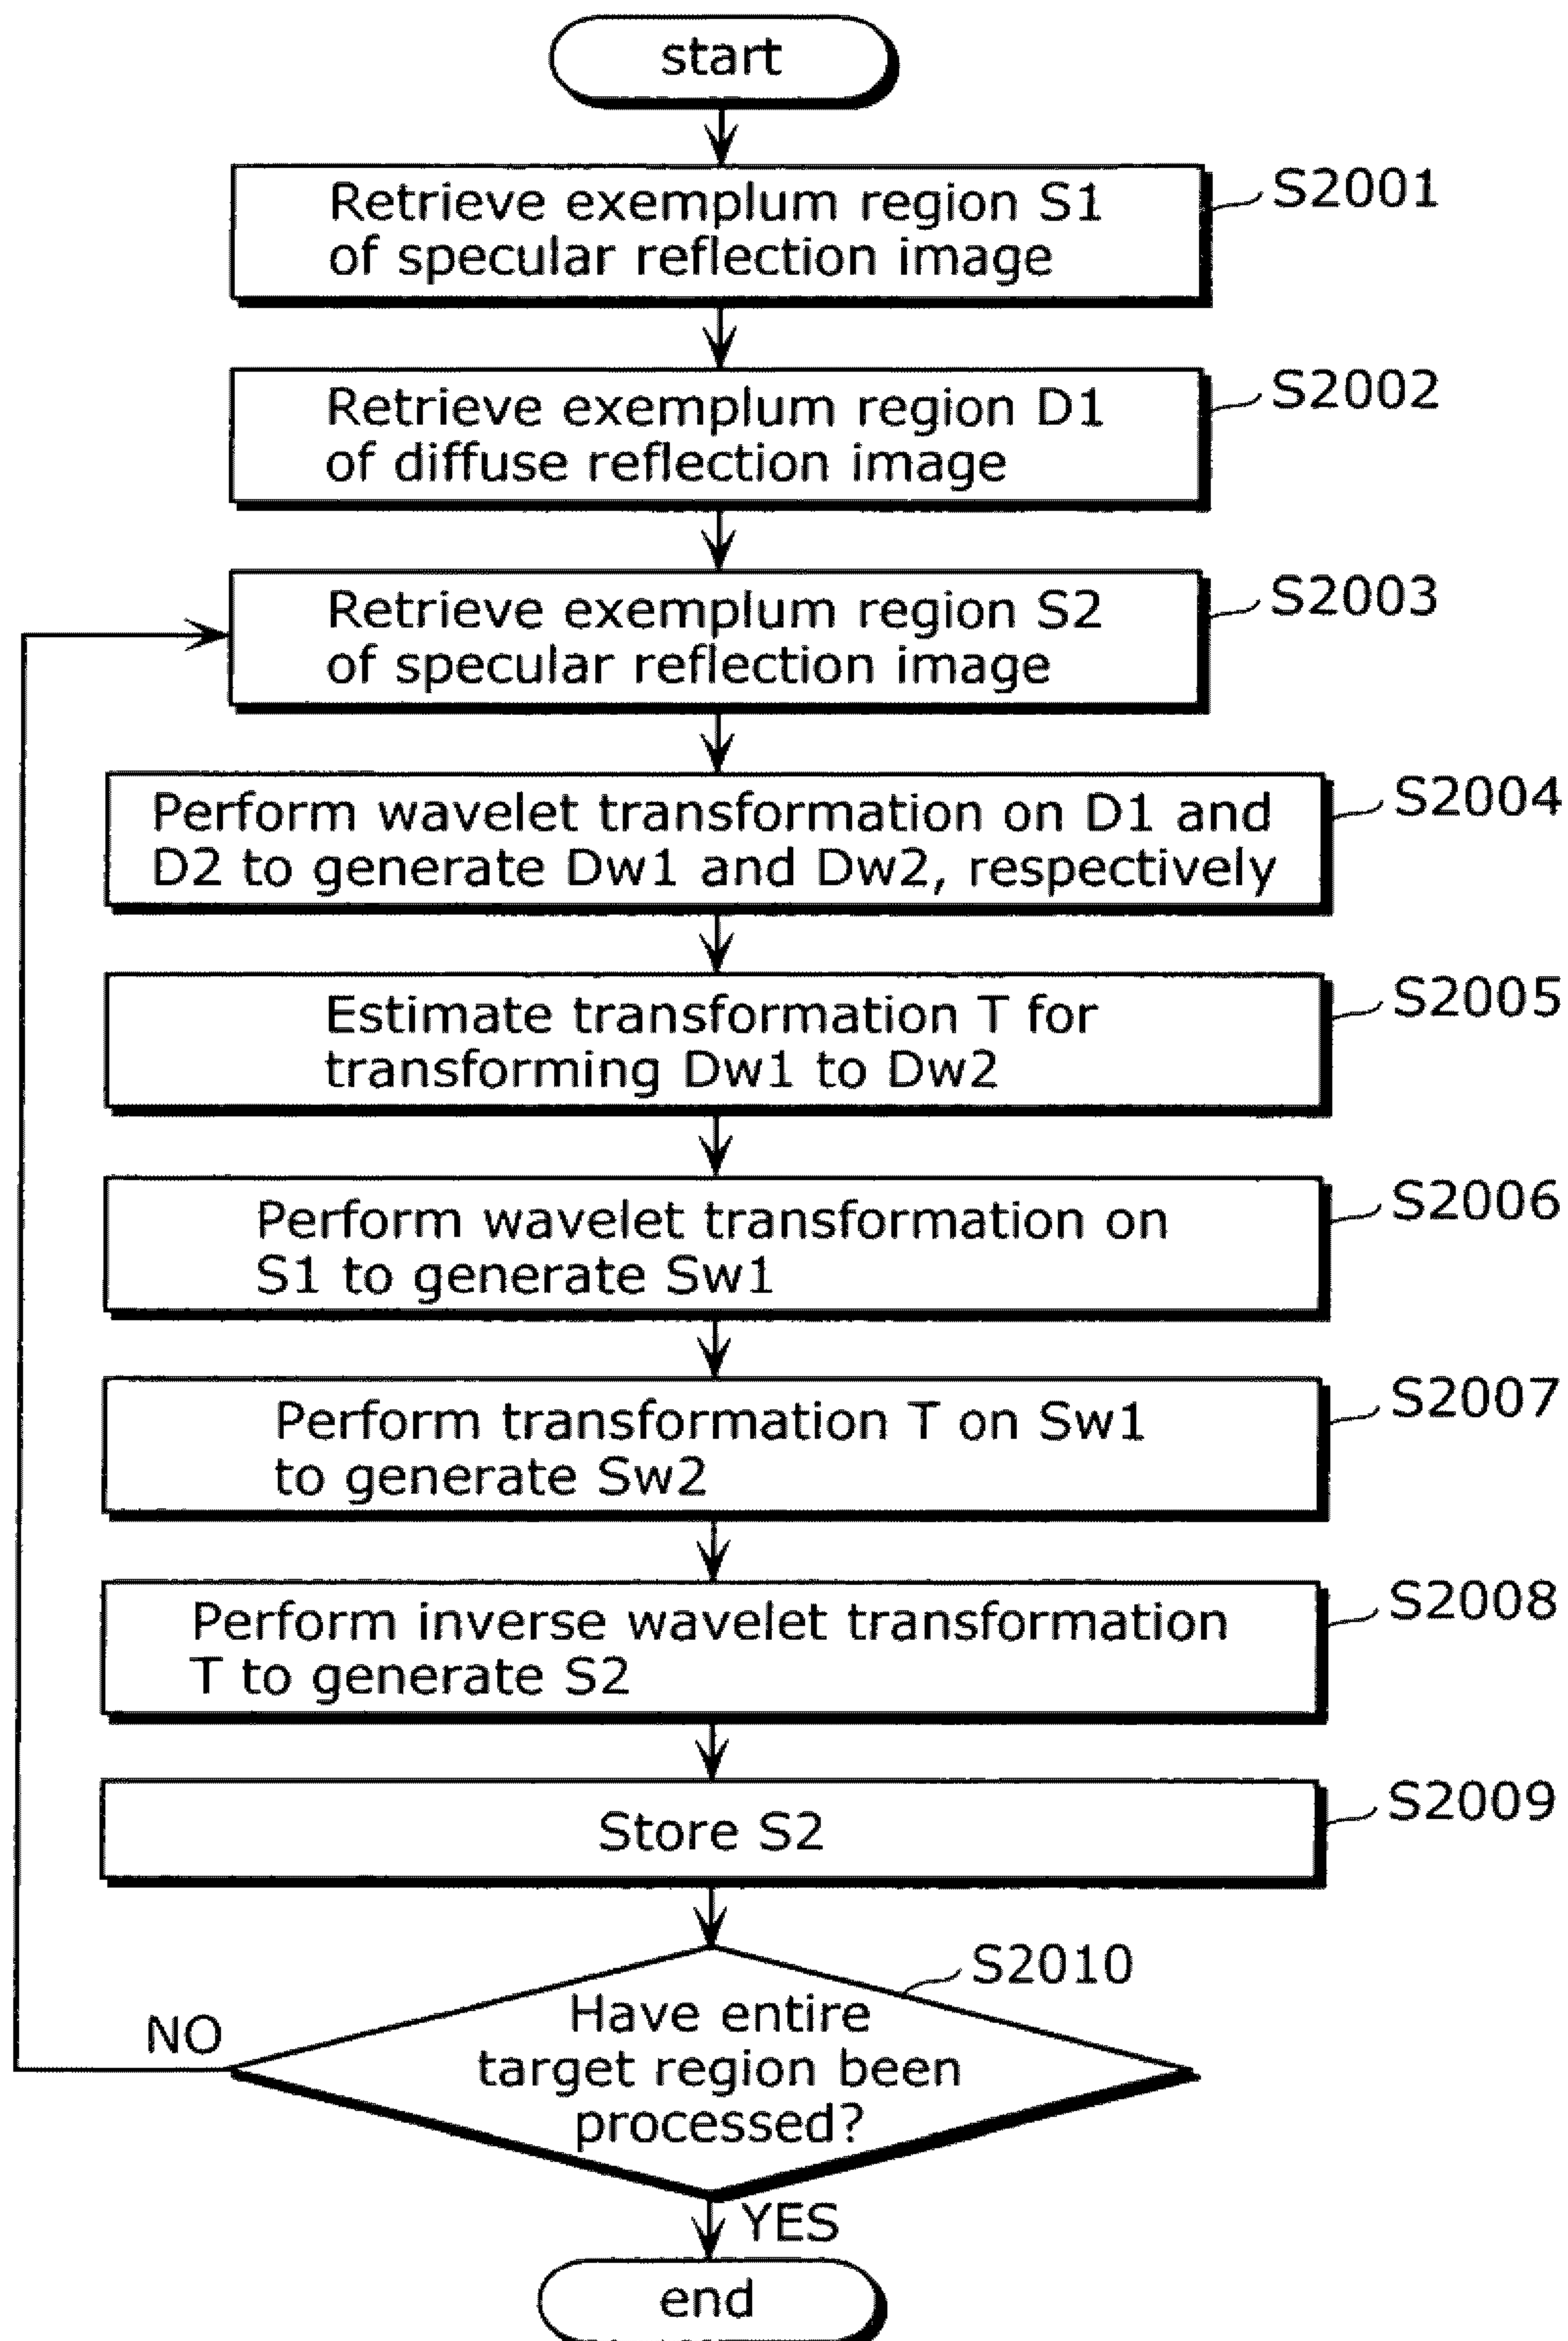 start
Retrieve exemplum region S1
of specular reflection image
S2001
Retrieve exemplum region D1
of diffuse reflection image
S2002
Retrieve exemplum region S2
of specular reflection image
S2003
Perform wavelet transformation on D1 and
D2 to generate Dw1 and Dw2, respectively
S2004
Estimate transformation T for
transforming Dw1 to Dw2
S2005
Perform wavelet transformation on
S1 to generate Sw1
S2006
Perform transformation T on Sw1
to generate Sw2
S2007
Perform inverse wavelet transformation
T to generate S2
S2008
Store S2
S2009
S2010
Have entire
target region been
processed?
NO
YES
end